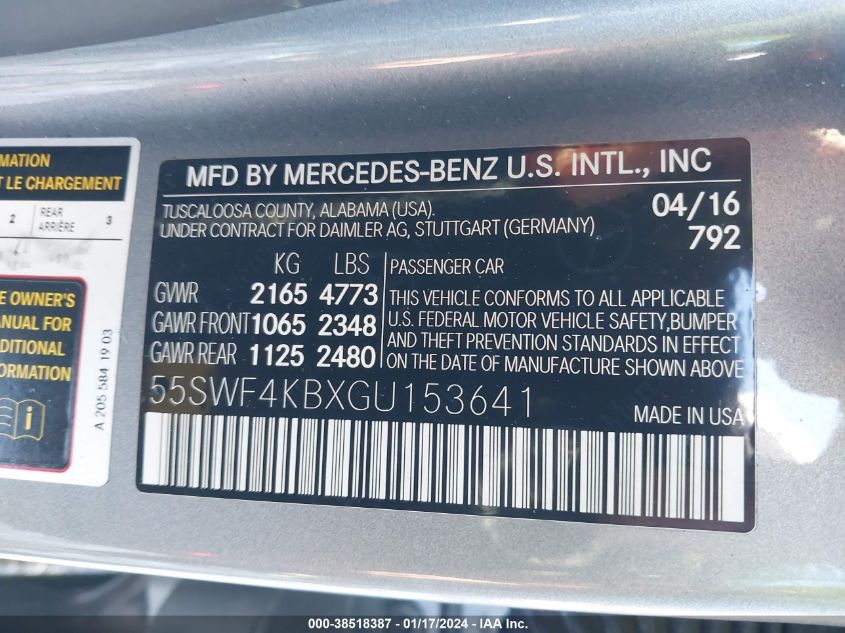 MATION
T LE CHARGEMENT
2 REAR ARRIÈRE 3
E OWNER'S
ANUAL FOR
DDITIONAL
FORMATION
i
A 205 584 19 03
MFD BY MERCEDES-BENZ U.S. INTL., INC
TUSCALOOSA COUNTY, ALABAMA (USA). 04/16
UNDER CONTRACT FOR DAIMLER AG, STUTTGART (GERMANY) 792
KG LBS PASSENGER CAR
GVWR 2165 4773 THIS VEHICLE CONFORMS TO ALL APPLICABLE
GAWR FRONT 1065 2348 U.S. FEDERAL MOTOR VEHICLE SAFETY,BUMPER
GAWR REAR 1125 2480 AND THEFT PREVENTION STANDARDS IN EFFECT
ON THE DATE OF MANUFACTURE SHOWN ABOVE
55SWF4KBXGU153641 MADE IN USA
000-38518387 - 01/17/2024 - IAA Inc.